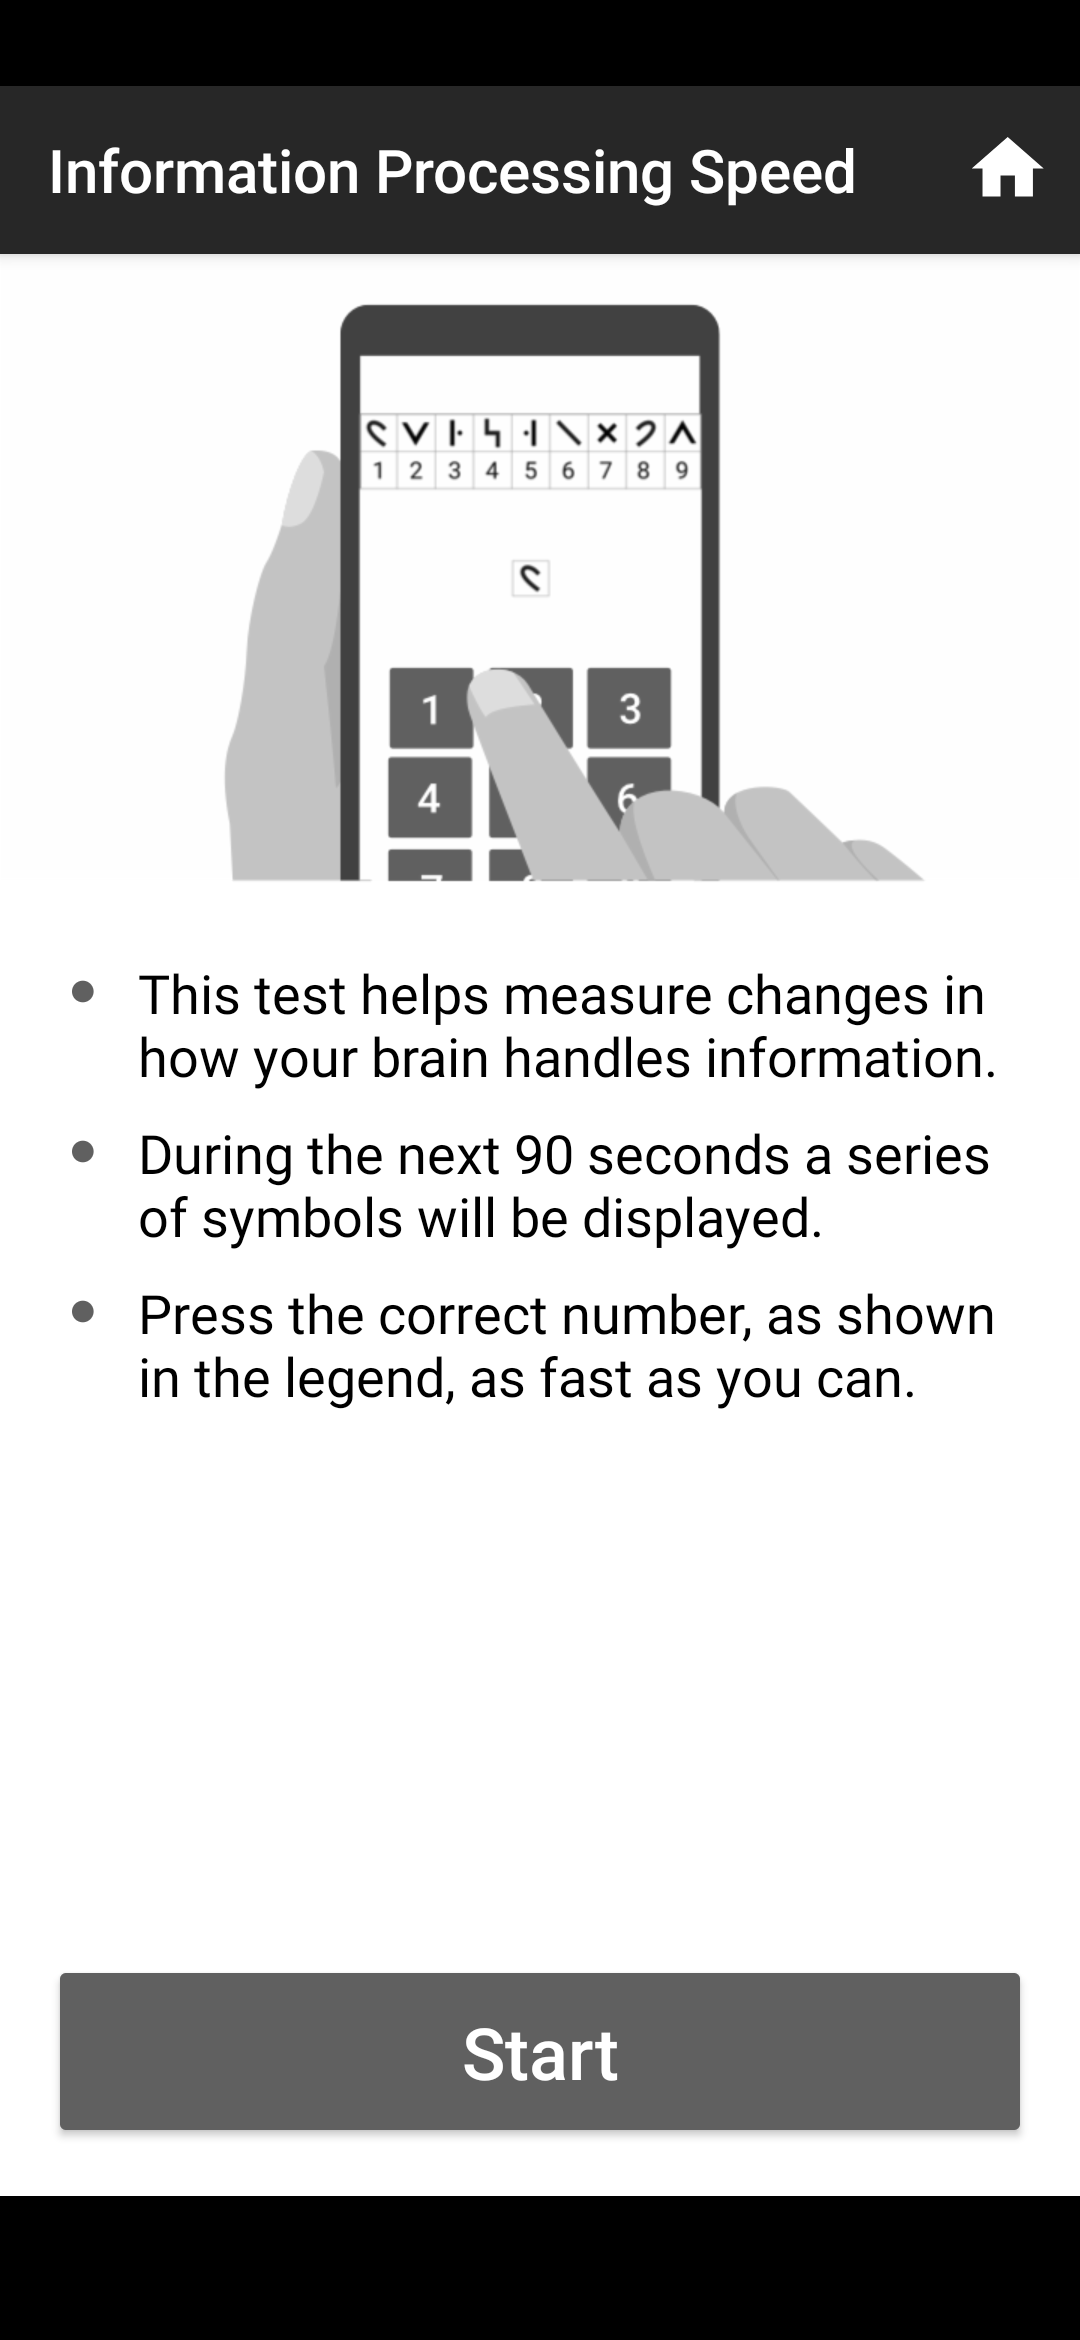 Information Processing Speed
1 2 3 4 5 6 7 8 9
1 3
4 6
This test helps measure changes in
how your brain handles information.
During the next 90 seconds a series
of symbols will be displayed.
Press the correct number, as shown
in the legend, as fast as you can.
Start